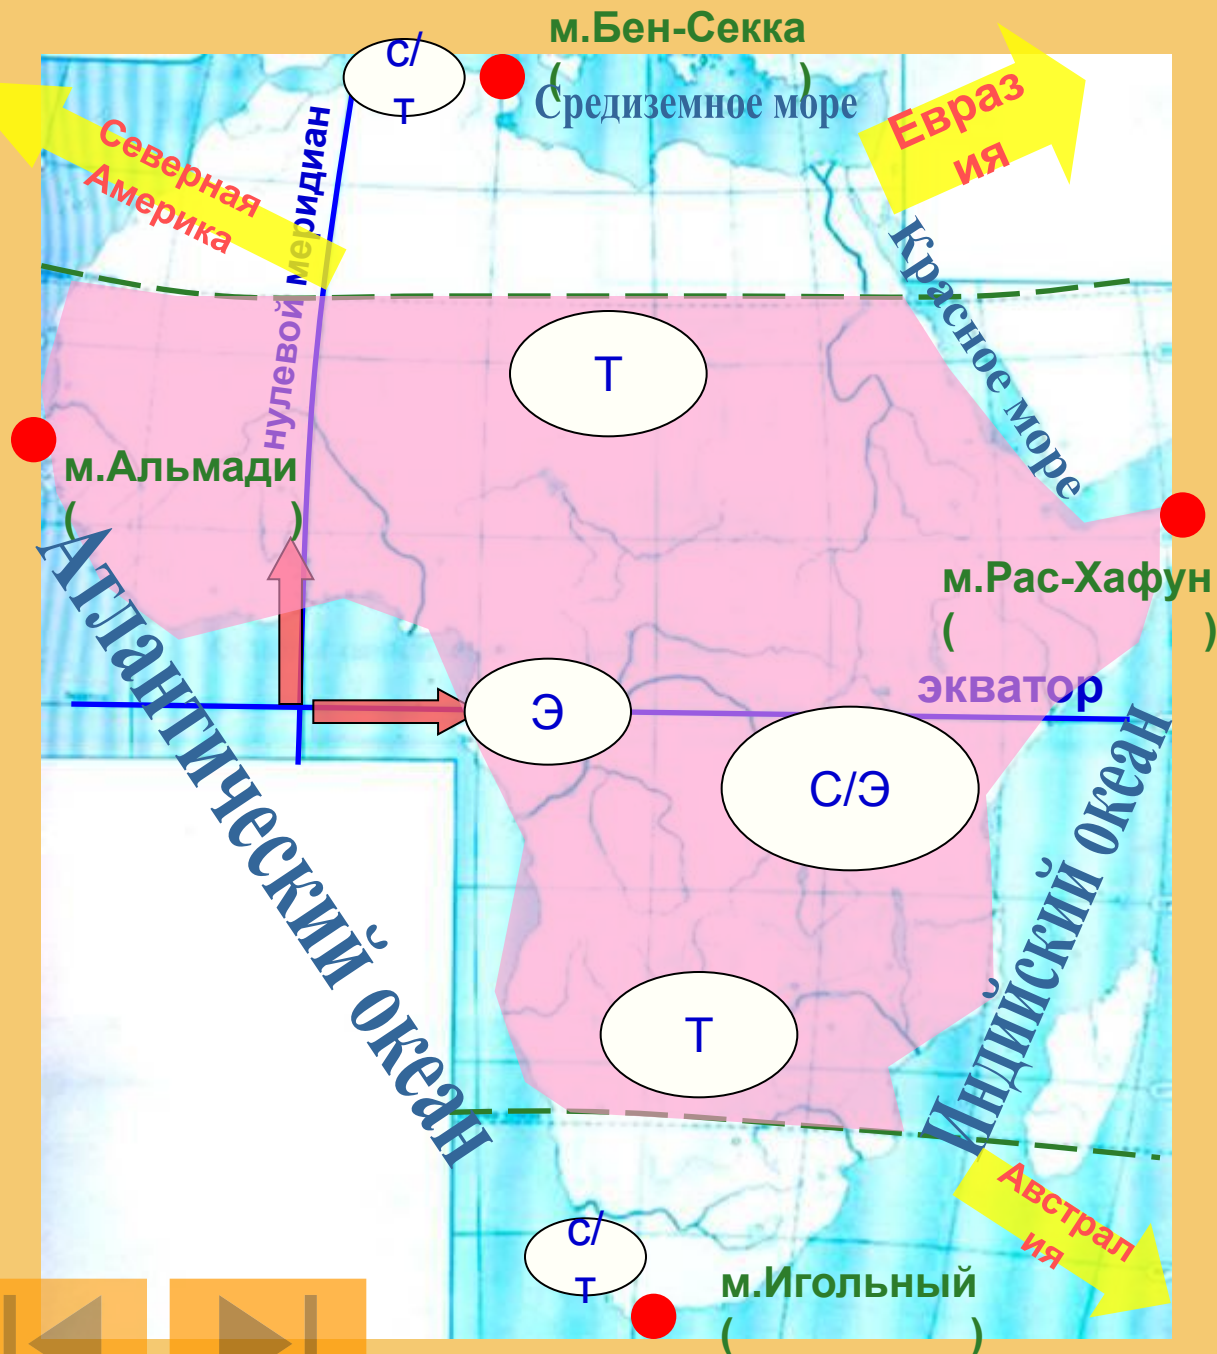 м.Бен-Секка
( )
с/
т
Средиземное море
Евраз
ия
Северная
Америка
нулевой меридиан
Красное море
Т
м.Альмади
( )
м.Рас-Хафун
( )
Атлантический океан
экватор
Э
С/Э
Индийский океан
Т
Австрал
ия
с/
т
м.Игольный
( )